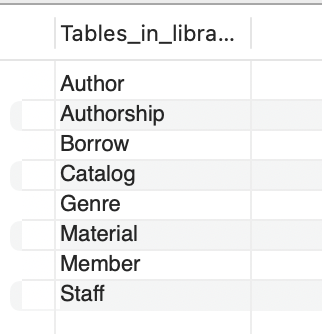 Tables_in_libra...
Author
Authorship
Borrow
Catalog
Genre
Material
Member
Staff